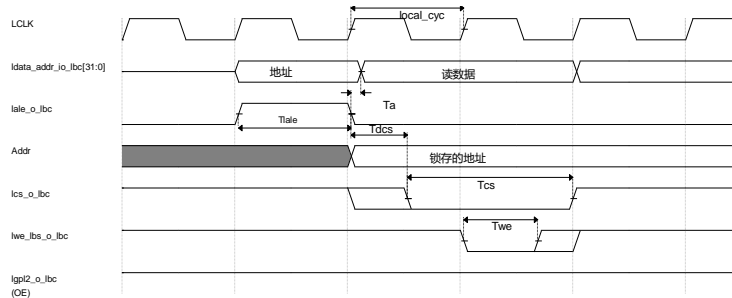 LCLK
local_cyc
ldata_addr_io_lbc[31:0]
地址
读数据
lale_o_lbc
Tlale
Ta
Tdcs
Addr
锁存的地址
lcs_o_lbc
Tcs
lwe_lbs_o_lbc
Twe
lgpl2_o_lbc
(OE)